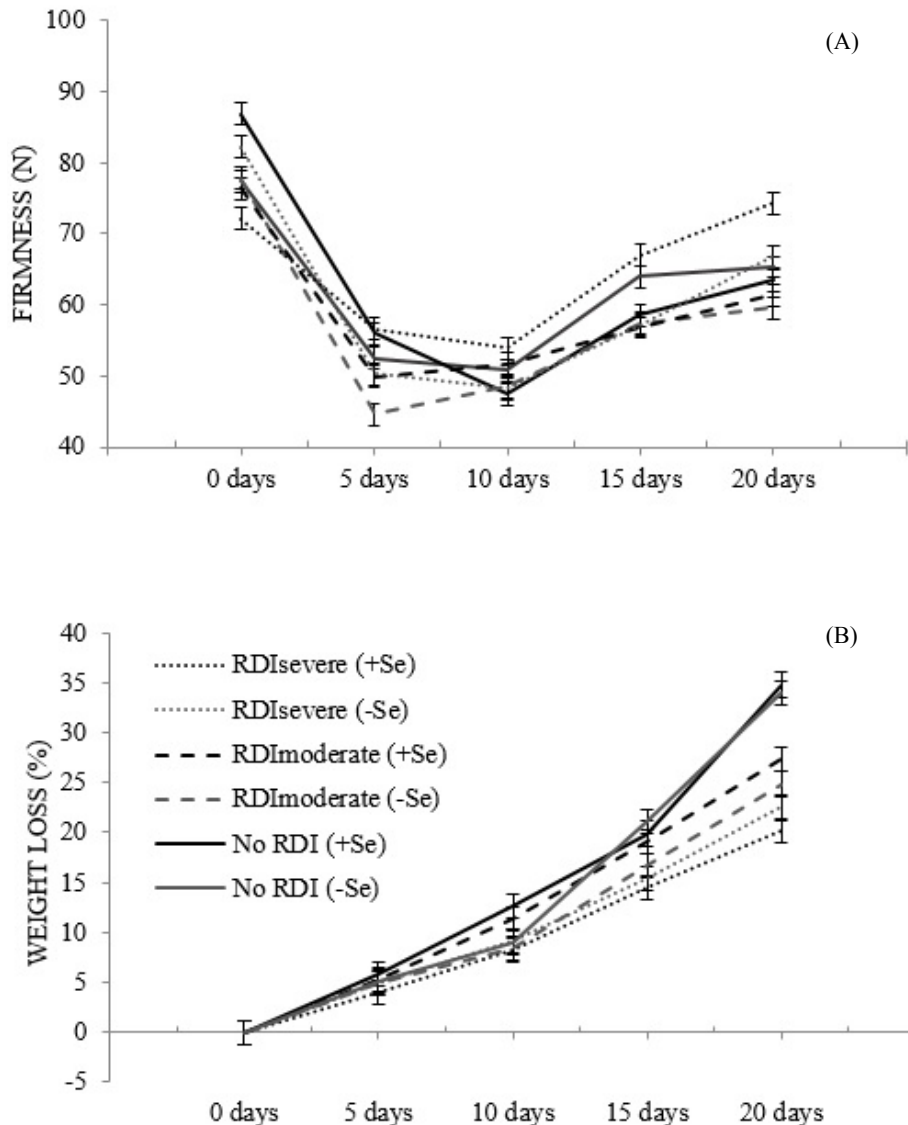 (A)
100
90
80
70
60
50
40
FIRMNESS (N)
0 days 5 days 10 days 15 days 20 days
(B)
40
35
30
25
20
15
10
5
0
-5
WEIGHT LOSS (%)
RDIsevere (+Se)
RDIsevere (-Se)
RDImoderate (+Se)
RDImoderate (-Se)
No RDI (+Se)
No RDI (-Se)
0 days 5 days 10 days 15 days 20 days